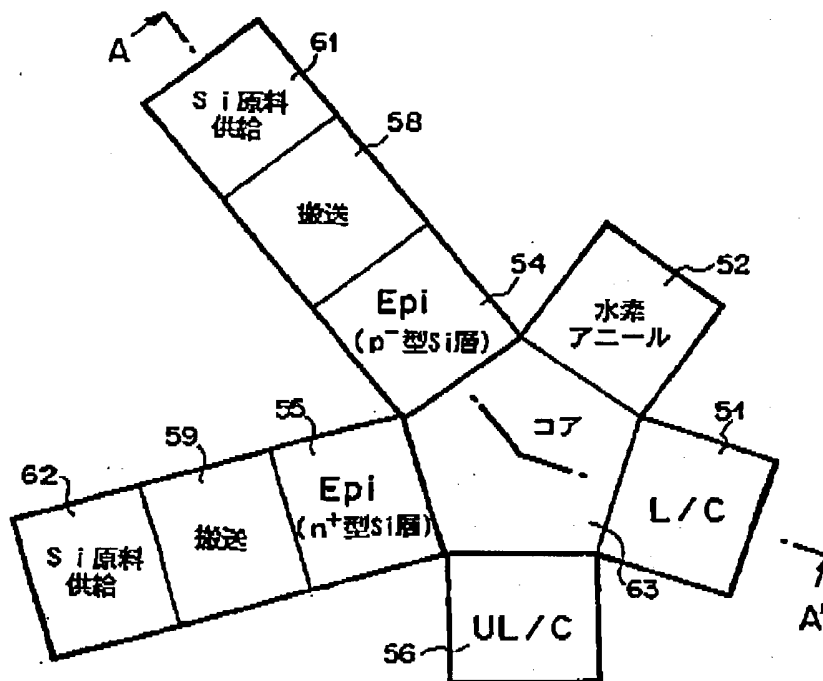 A
61
Si原料
供給
58
搬送
54
Epi
(p⁻型Si層)
52
水素
アニール
コア
51
L/C
63
A'
55
Epi
(n⁺型Si層)
59
搬送
62
Si原料
供給
56
UL/C